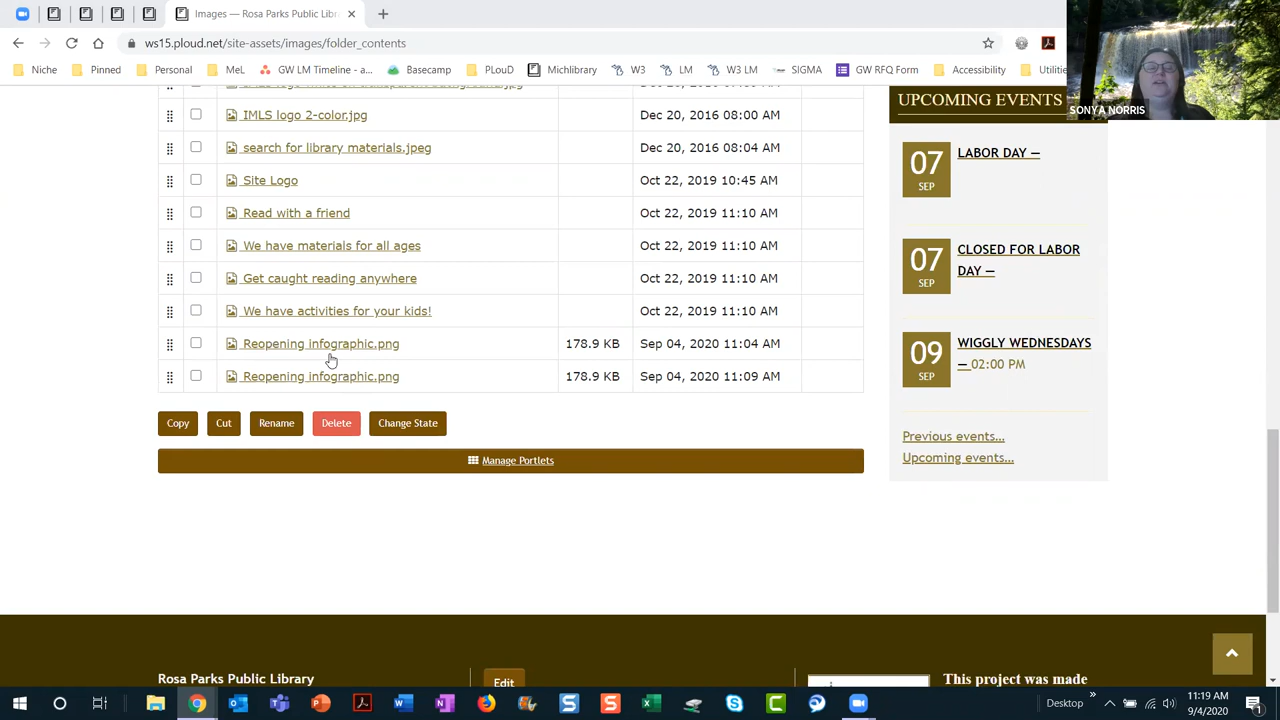 Images — Rosa Parks Public Libr
ws15.ploud.net/site-assets/images/folder_contents
Niche
Pinned
Personal
MeL
GW LM Timeline - a...
Basecamp
PLouD
Michlibrary
W3
LM
W3 LM
SIGMA
GW RFQ Form
Accessibility
Utilitie
SONYA NORRIS
IMLS logo 2-color.jpg Dec 20, 2016 08:00 AM
search for library materials.jpeg Dec 20, 2016 08:04 AM
Site Logo Oct 22, 2019 10:45 AM
Read with a friend Oct 22, 2019 11:10 AM
We have materials for all ages Oct 22, 2019 11:10 AM
Get caught reading anywhere Oct 22, 2019 11:10 AM
We have activities for your kids! Oct 22, 2019 11:10 AM
Reopening infographic.png 178.9 KB Sep 04, 2020 11:04 AM
Reopening infographic.png 178.9 KB Sep 04, 2020 11:09 AM
Copy
Cut
Rename
Delete
Change State
Manage Portlets
UPCOMING EVENTS
07
SEP
LABOR DAY —
07
SEP
CLOSED FOR LABOR
DAY —
09
SEP
WIGGLY WEDNESDAYS
— 02:00 PM
Previous events...
Upcoming events...
Rosa Parks Public Library
Edit
This project was made
Desktop
11:19 AM
9/4/2020